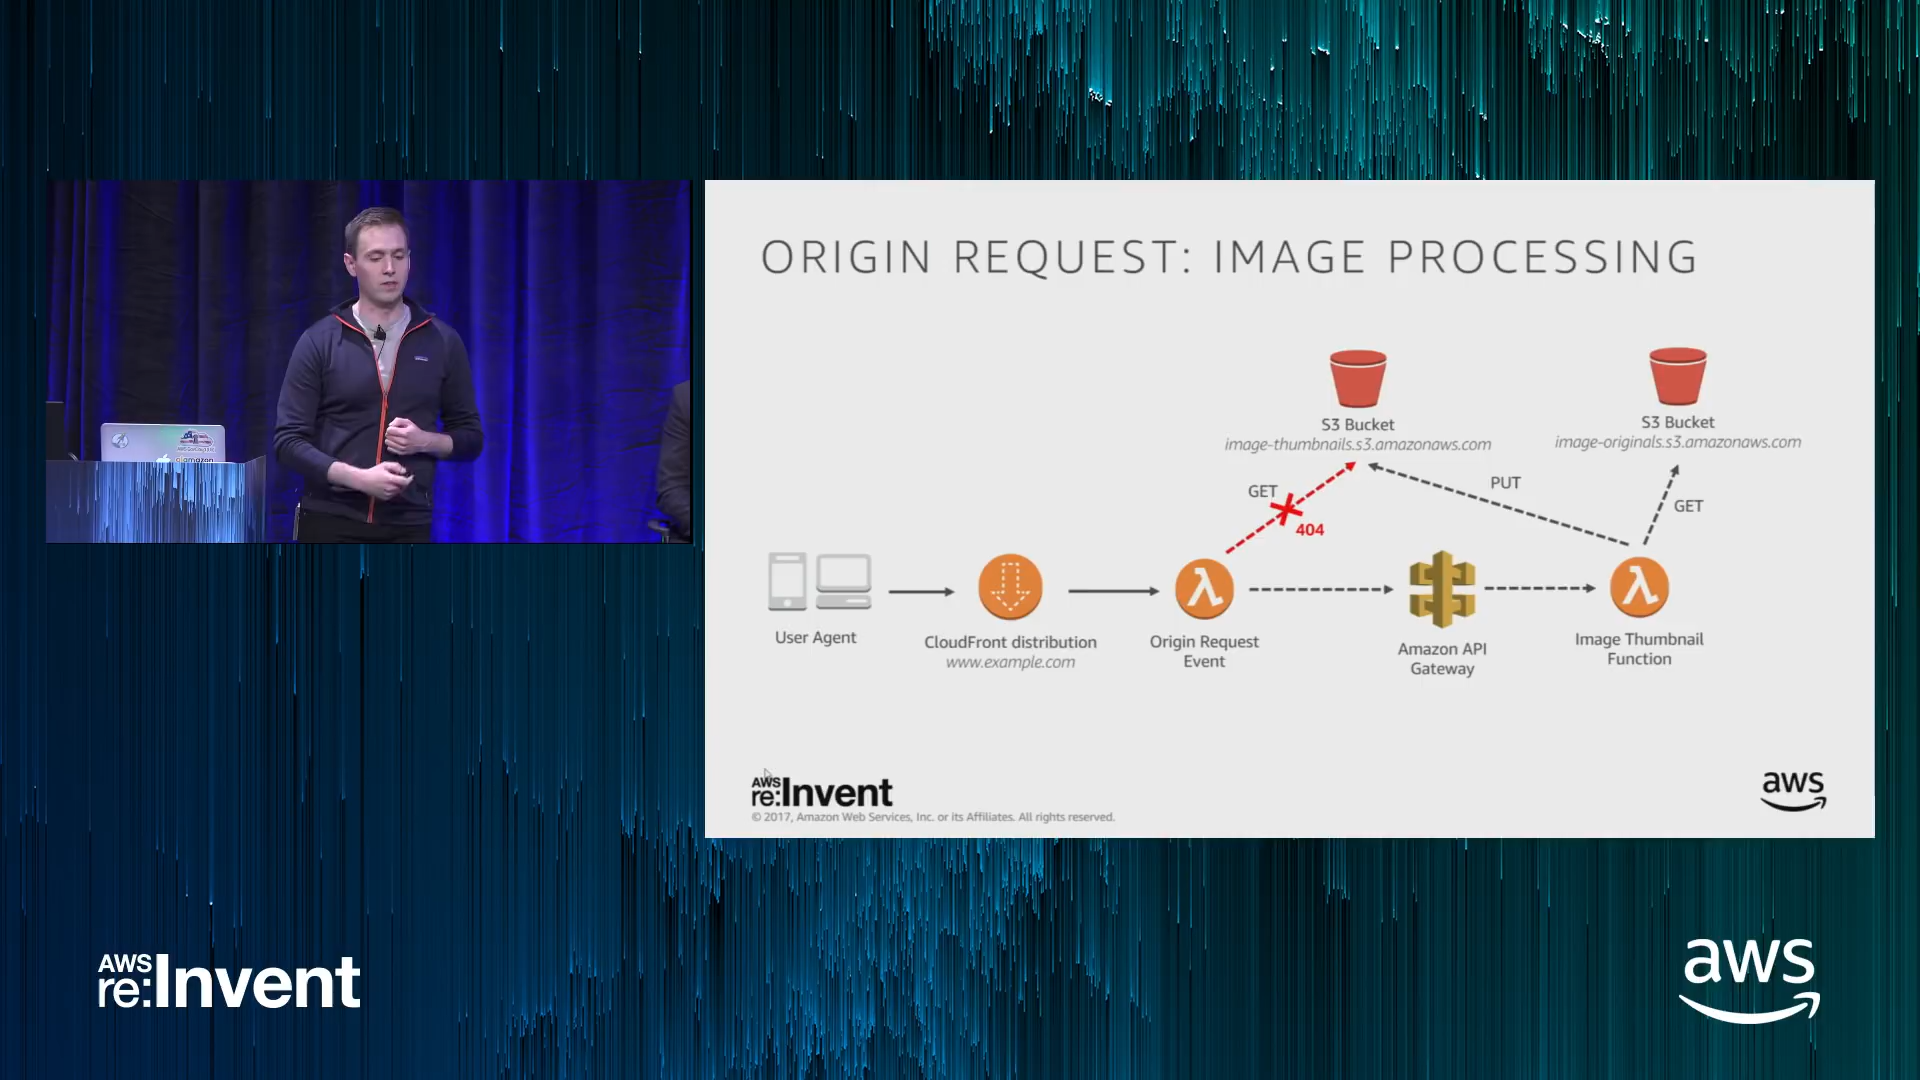 ORIGIN REQUEST: IMAGE PROCESSING
S3 Bucket
image-thumbnails.s3.amazonaws.com
S3 Bucket
image-originals.s3.amazonaws.com
GET
404
PUT
GET
User Agent
CloudFront distribution
www.example.com
Origin Request
Event
Amazon API
Gateway
Image Thumbnail
Function
AWS
re:Invent
© 2017, Amazon Web Services, Inc. or its Affiliates. All rights reserved.
aws
AWS
re:Invent
aws